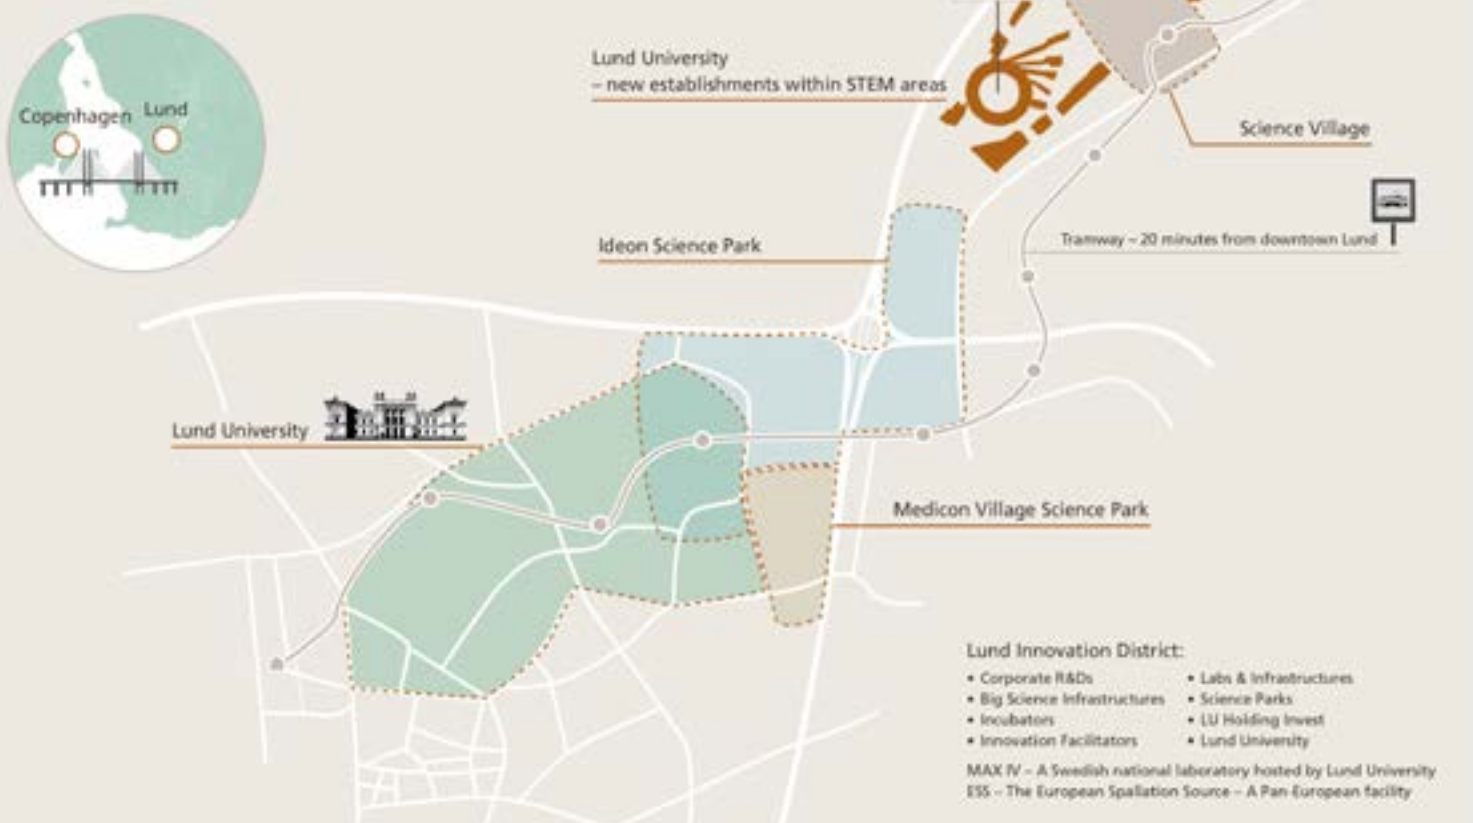 Copenhagen
Lund
Lund University
– new establishments within STEM areas
Science Village
Ideon Science Park
Tramway – 20 minutes from downtown Lund
Lund University
Medicon Village Science Park
Lund Innovation District:
• Corporate R&Ds
• Big Science Infrastructures
• Incubators
• Innovation Facilitators
• Labs & Infrastructures
• Science Parks
• LU Holding Invest
• Lund University
MAX IV – A Swedish national laboratory hosted by Lund University
ESS – The European Spallation Source – A Pan-European facility